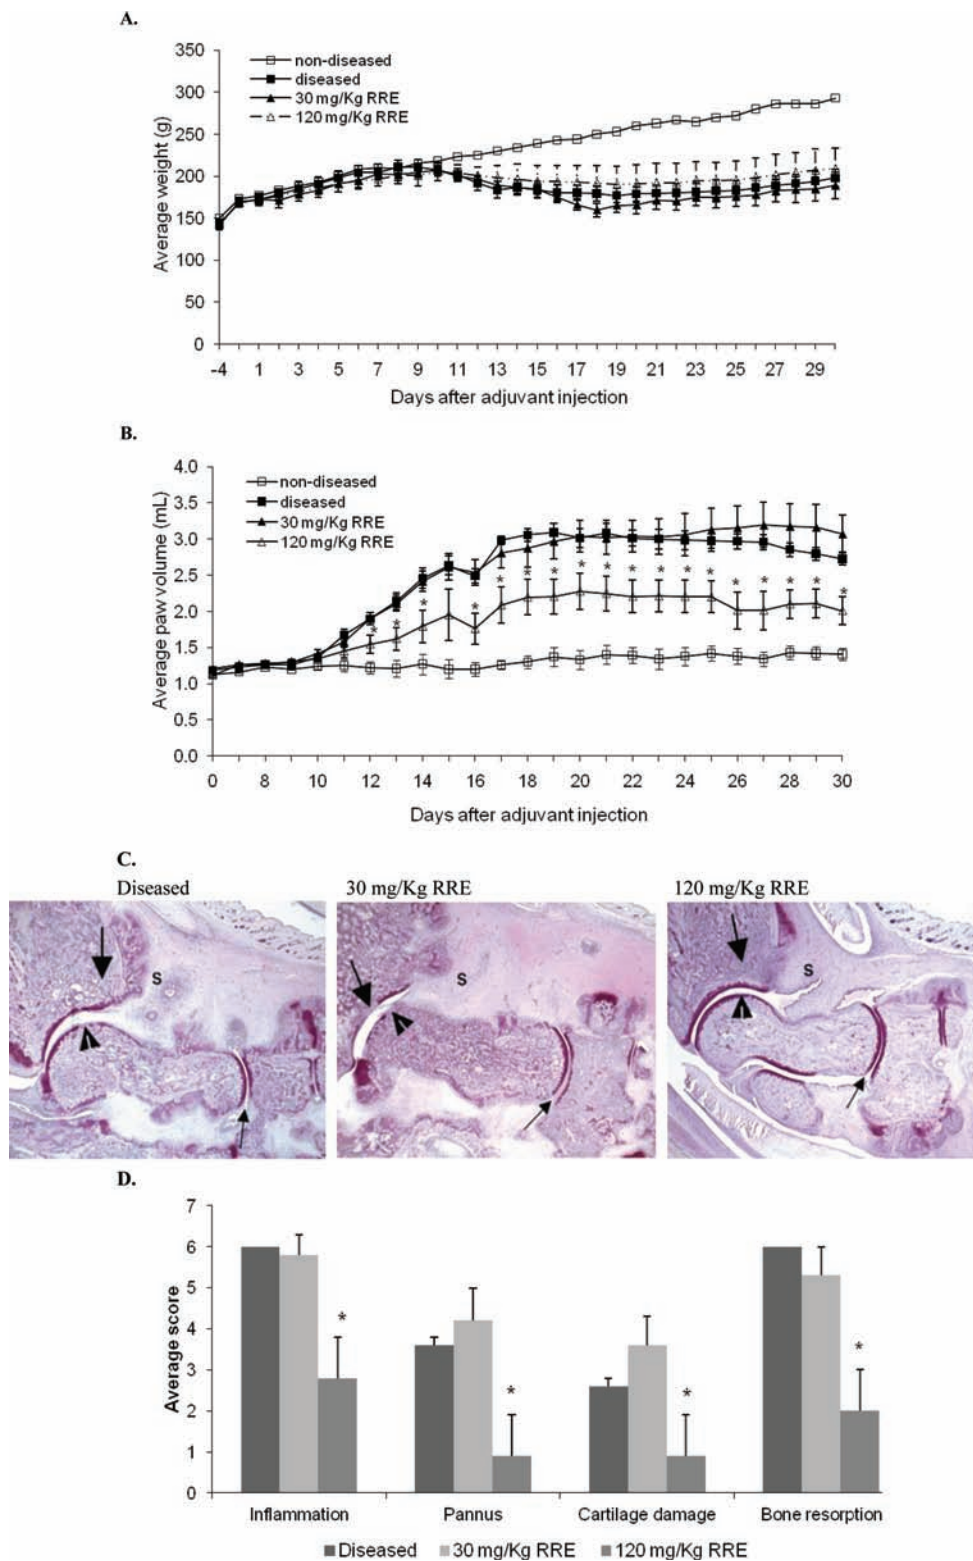 A.
350
300
250
200
150
100
50
0
Average weight (g)
non-diseased
diseased
30 mg/Kg RRE
120 mg/Kg RRE
-4 1 3 5 7 9 11 13 15 17 19 21 23 25 27 29
Days after adjuvant injection
B.
4.0
3.5
3.0
2.5
2.0
1.5
1.0
0.5
0.0
Average paw volume (mL)
non-diseased
diseased
30 mg/Kg RRE
120 mg/Kg RRE
* * * * * * * * * * * * * * * * * *
0 6 8 10 12 14 16 18 20 22 24 26 28 30
Days after adjuvant injection
C.
Diseased 30 mg/Kg RRE 120 mg/Kg RRE
S S S
D.
7
6
5
4
3
2
1
0
Average score
* * * *
Inflammation Pannus Cartilage damage Bone resorption
Diseased 30 mg/Kg RRE 120 mg/Kg RRE